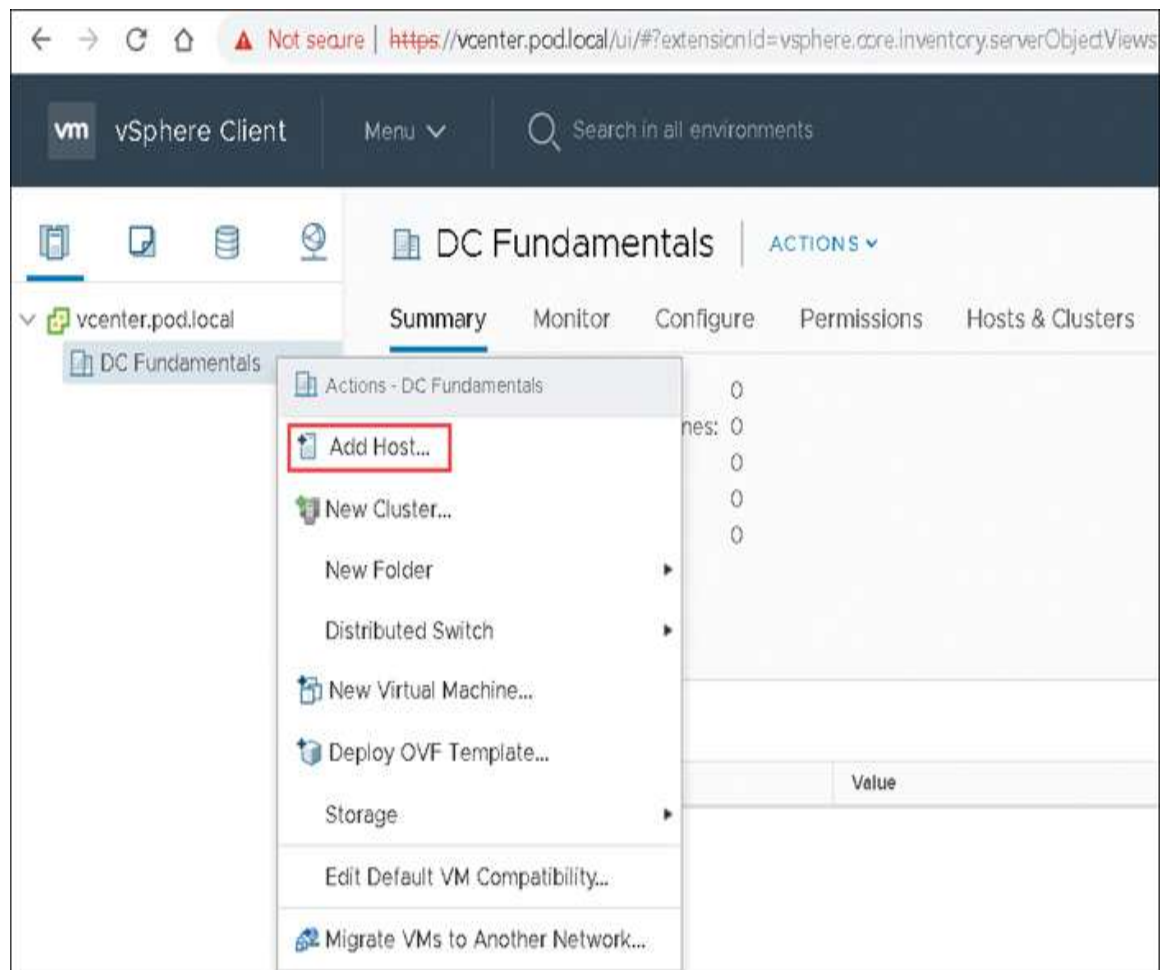 Not secure | https://vcenter.pod.local/ui/#?extensionId=vsphere.core.inventory.serverObjectViews
vm vSphere Client Menu Search in all environments
DC Fundamentals ACTIONS
vcenter.pod.local
Summary Monitor Configure Permissions Hosts & Clusters
DC Fundamentals
Actions - DC Fundamentals
0
Add Host...
nes: 0
0
New Cluster...
0
0
New Folder
Distributed Switch
New Virtual Machine...
Deploy OVF Template...
Value
Storage
Edit Default VM Compatibility...
Migrate VMs to Another Network...